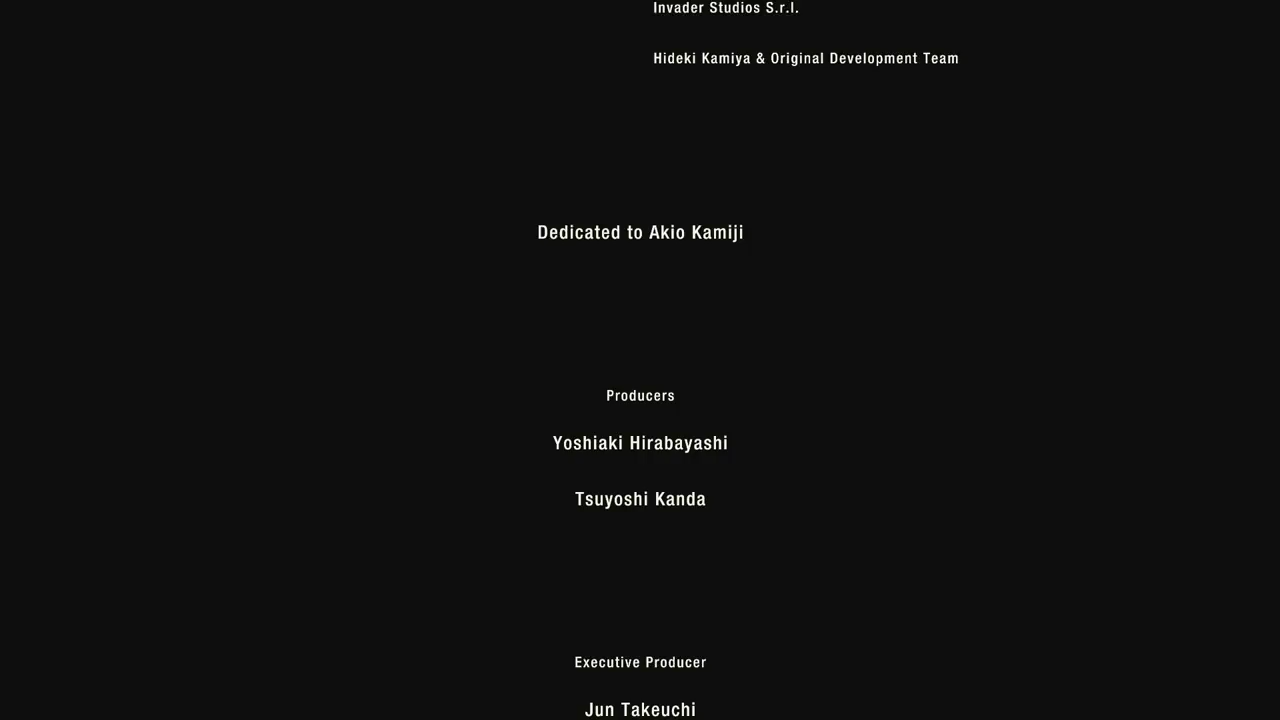 Invader Studios S.r.l.
Hideki Kamiya & Original Development Team
Dedicated to Akio Kamiji
Producers
Yoshiaki Hirabayashi
Tsuyoshi Kanda
Executive Producer
Jun Takeuchi